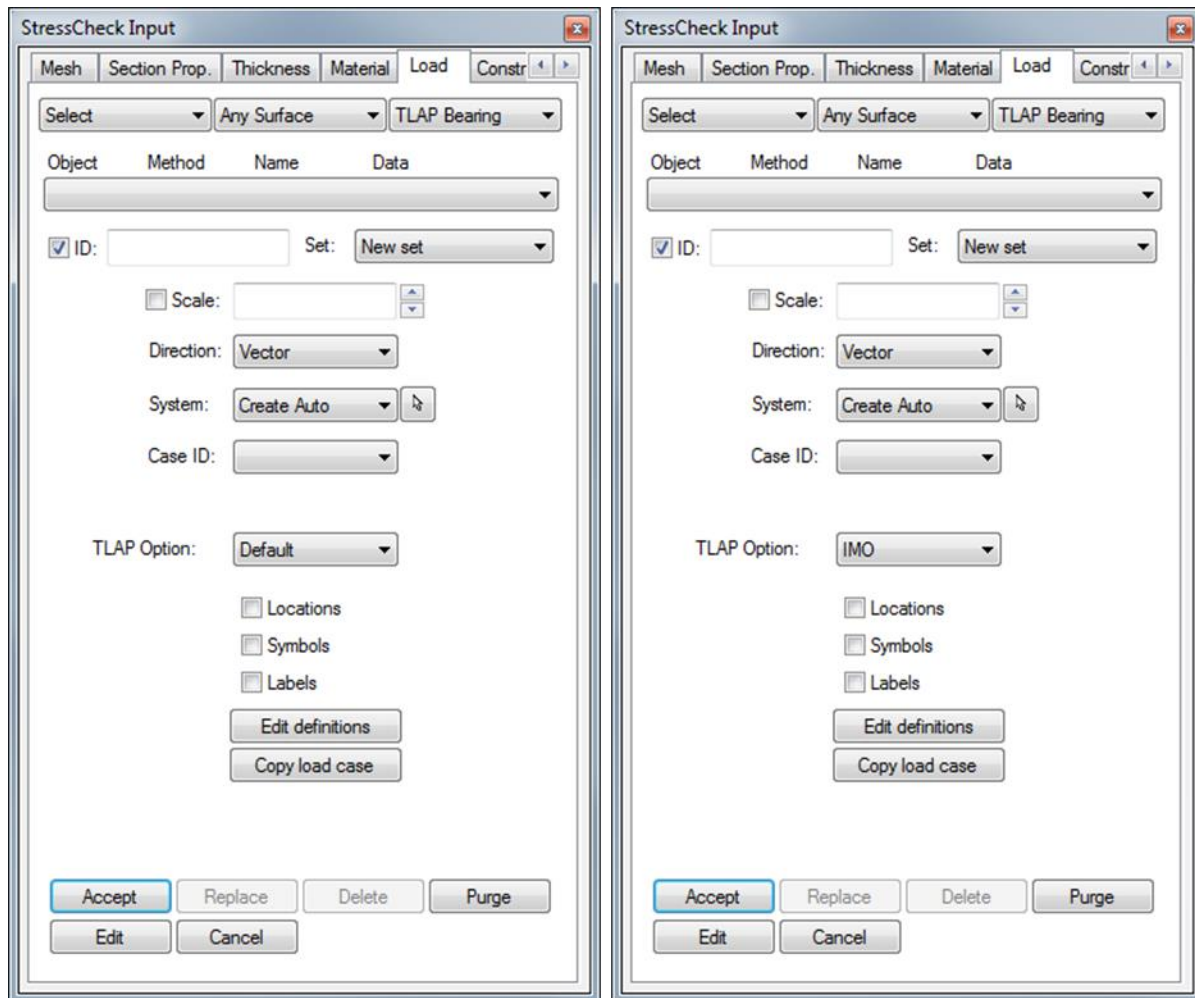 StressCheck Input
Mesh Section Prop. Thickness Material Load Constr
Select Any Surface TLAP Bearing
Object Method Name Data
ID: Set: New set
Scale:
Direction: Vector
System: Create Auto
Case ID:
TLAP Option: Default
Locations
Symbols
Labels
Edit definitions
Copy load case
Accept Replace Delete Purge
Edit Cancel
StressCheck Input
Mesh Section Prop. Thickness Material Load Constr
Select Any Surface TLAP Bearing
Object Method Name Data
ID: Set: New set
Scale:
Direction: Vector
System: Create Auto
Case ID:
TLAP Option: IMO
Locations
Symbols
Labels
Edit definitions
Copy load case
Accept Replace Delete Purge
Edit Cancel